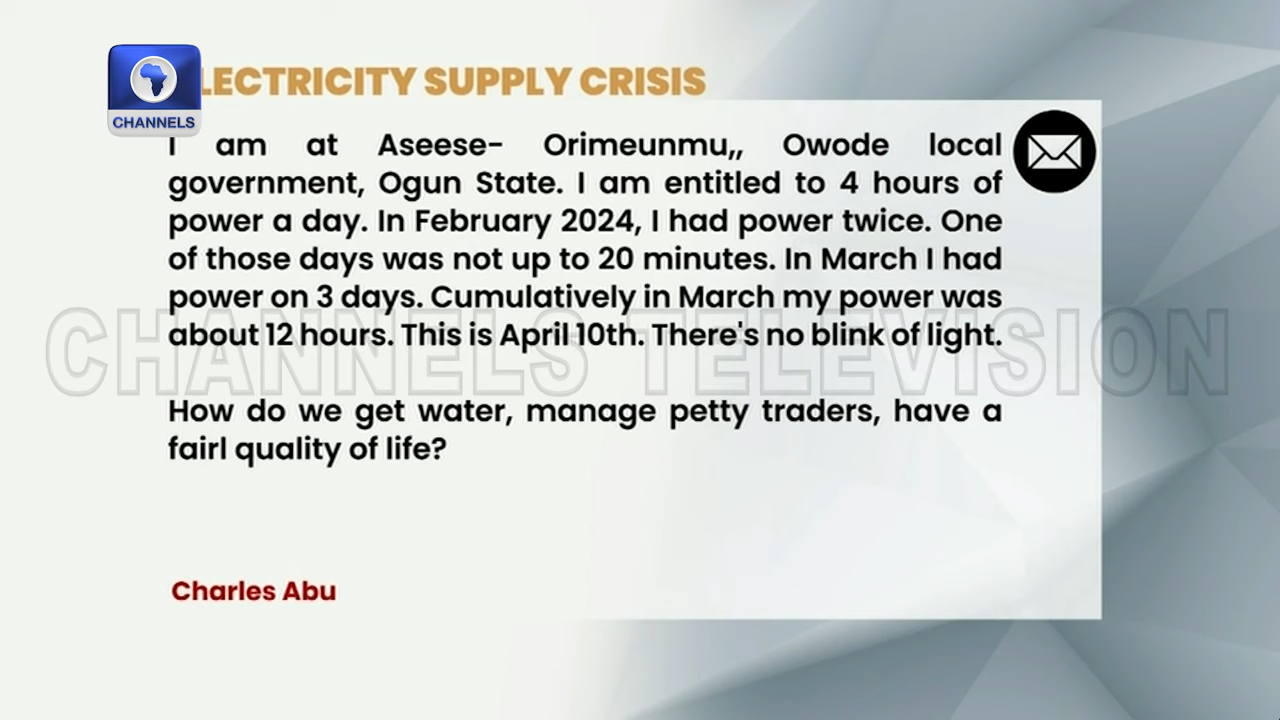 LECTRICITY SUPPLY CRISIS
CHANNELS
I am at Aseese- Orimeunmu,, Owode local
government, Ogun State. I am entitled to 4 hours of
power a day. In February 2024, I had power twice. One
of those days was not up to 20 minutes. In March I had
power on 3 days. Cumulatively in March my power was
about 12 hours. This is April 10th. There's no blink of light.
CHANNELS TELEVISION
How do we get water, manage petty traders, have a
fairl quality of life?
Charles Abu